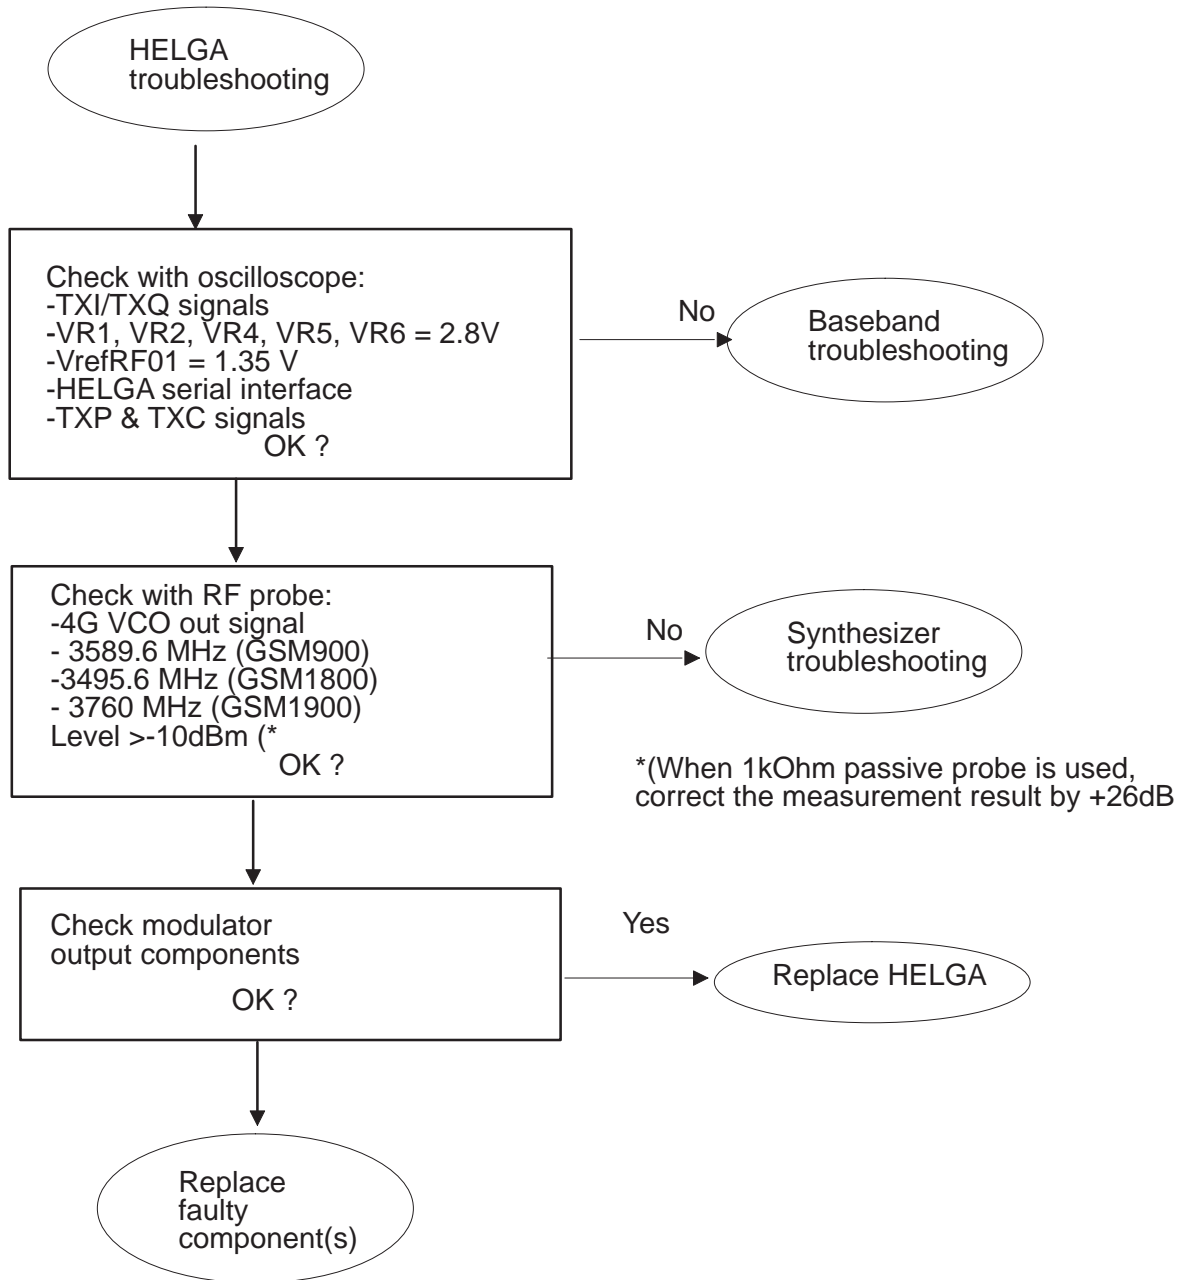 HELGA
troubleshooting
Check with oscilloscope:
-TXI/TXQ signals
-VR1, VR2, VR4, VR5, VR6 = 2.8V
-VrefRF01 = 1.35 V
-HELGA serial interface
-TXP & TXC signals
OK ?
No
Baseband
troubleshooting
Check with RF probe:
-4G VCO out signal
- 3589.6 MHz (GSM900)
-3495.6 MHz (GSM1800)
- 3760 MHz (GSM1900)
Level >-10dBm (*
OK ?
No
Synthesizer
troubleshooting
*(When 1kOhm passive probe is used,
correct the measurement result by +26dB
Check modulator
output components
OK ?
Yes
Replace HELGA
Replace
faulty
component(s)